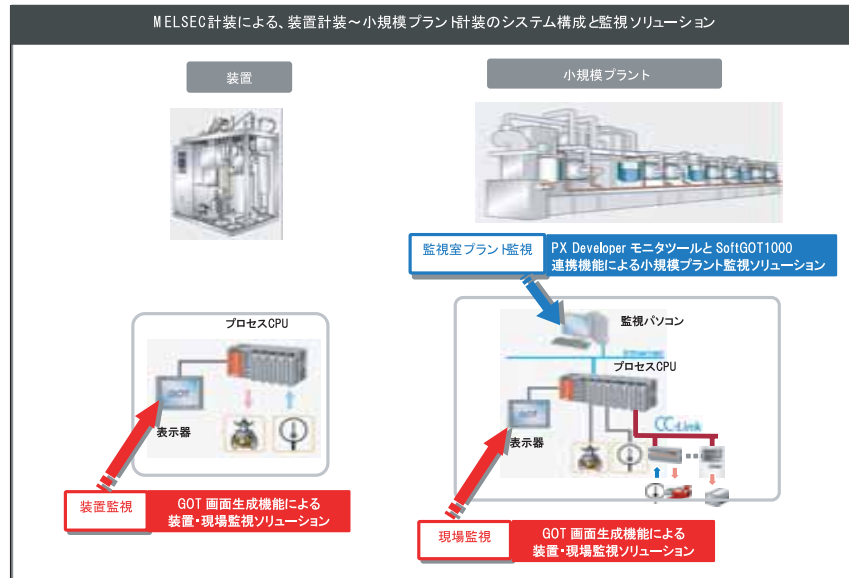 MELSEC計装による、装置計装～小規模プラント計装のシステム構成と監視ソリューション
装置
小規模プラント
監視室プラント監視
PX Developer モニタツールと SoftGOT1000
連携機能による小規模プラント監視ソリューション
プロセスCPU
GOT
表示器
装置監視
GOT 画面生成機能による
装置・現場監視ソリューション
監視パソコン
Ethernet
プロセスCPU
GOT
表示器
CC-Link
現場監視
GOT 画面生成機能による
装置・現場監視ソリューション